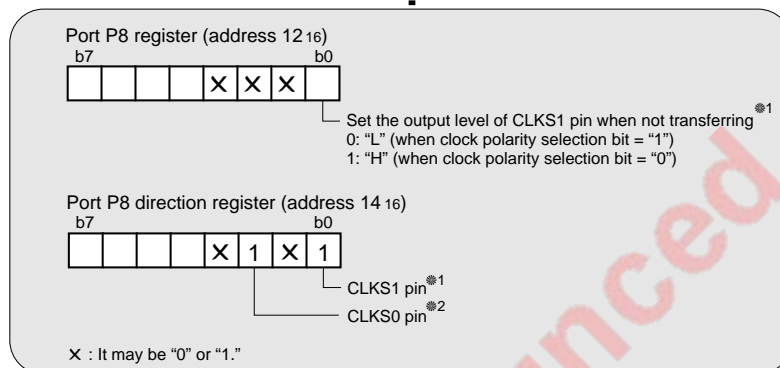 Port P8 register (address 12 16)
b7 b0
X X X
Set the output level of CLKS1 pin when not transferring ※1
0: “L” (when clock polarity selection bit = “1”)
1: “H” (when clock polarity selection bit = “0”)
Port P8 direction register (address 14 16)
b7 b0
X 1 X 1
CLKS1 pin ※1
CLKS0 pin ※2
X : It may be “0” or “1.”